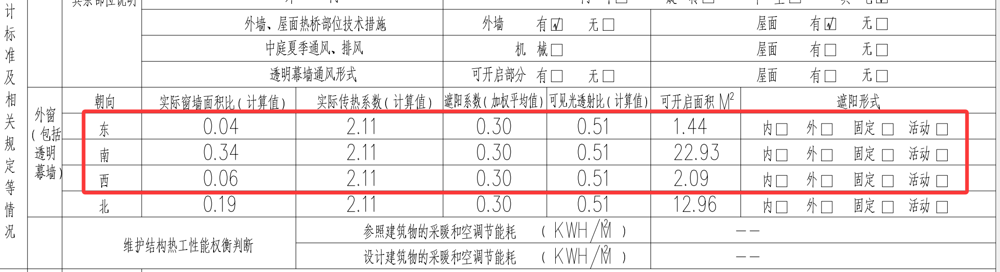 计标准及相关规定等情况
外墙、屋面热桥部位技术措施 外墙 有☑ 无□ 屋面 有☑ 无□
中庭夏季通风、排风 机械□ 屋面 有□ 无□
透明幕墙通风形式 可开启部分 有□ 无□ 屋面 有□ 无□
外窗(包括透明幕墙)
朝向 实际窗墙面积比(计算值) 实际传热系数(计算值) 遮阳系数(加权平均值) 可见光透射比(计算值) 可开启面积 M² 遮阳形式
东 0.04 2.11 0.30 0.51 1.44 内□ 外□ 固定□ 活动□
南 0.34 2.11 0.30 0.51 22.93 内□ 外□ 固定□ 活动□
西 0.06 2.11 0.30 0.51 2.09 内□ 外□ 固定□ 活动□
北 0.19 2.11 0.30 0.51 12.96 内□ 外□ 固定□ 活动□
维护结构热工性能权衡判断
参照建筑物的采暖和空调节能耗 (KWH/M²) --
设计建筑物的采暖和空调节能耗 (KWH/M²) --